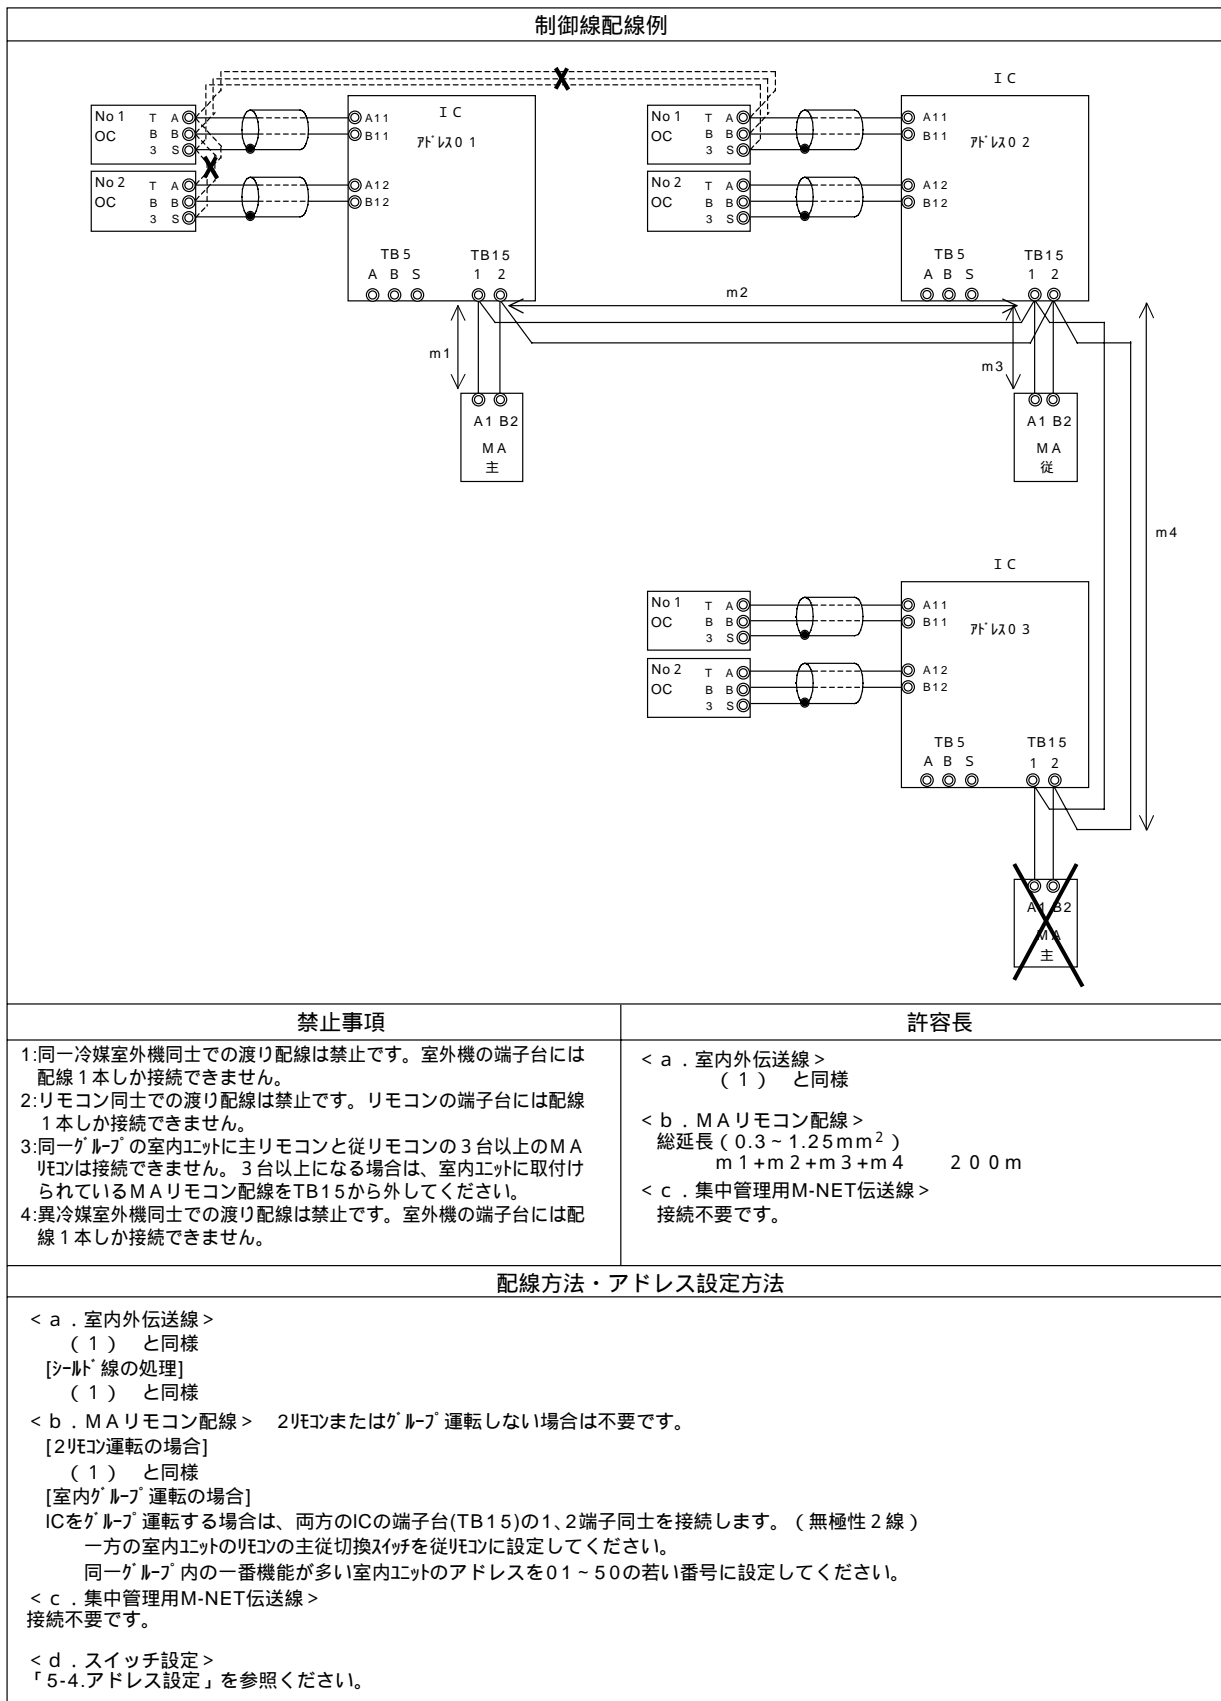 制御線配線例
IC
No 1 T A A11
OC B B B11
3 S
IC
アドレス01
No 2 T A A12
OC B B B12
3 S
TB5 TB15
A B S 1 2
No 1 T A A11
OC B B B11
3 S
アドレス02
No 2 T A A12
OC B B B12
3 S
TB5 TB15
A B S 1 2
m2
m1
m3
A1 B2
MA
主
A1 B2
MA
従
m4
IC
No 1 T A A11
OC B B B11
3 S
アドレス03
No 2 T A A12
OC B B B12
3 S
TB5 TB15
A B S 1 2
A1 B2
MA
主
禁止事項
1:同一冷媒室外機同士での渡り配線は禁止です。室外機の端子台には
配線1本しか接続できません。
2:リモコン同士での渡り配線は禁止です。リモコンの端子台には配線
1本しか接続できません。
3:同一グループの室内ユニットに主リモコンと従リモコンの3台以上のMA
リモコンは接続できません。3台以上になる場合は、室内ユニットに取付け
られているMAリモコン配線をTB15から外してください。
4:異冷媒室外機同士での渡り配線は禁止です。室外機の端子台には配
線1本しか接続できません。
許容長
<a.室内外伝送線>
(1) と同様
<b.MAリモコン配線>
総延長(0.3~1.25mm²)
m1+m2+m3+m4 200m
<c.集中管理用M-NET伝送線>
接続不要です。
配線方法・アドレス設定方法
<a.室内外伝送線>
(1) と同様
[シールド線の処理]
(1) と同様
<b.MAリモコン配線> 2リモコンまたはグループ運転しない場合は不要です。
[2リモコン運転の場合]
(1) と同様
[室内グループ運転の場合]
ICをグループ運転する場合は、両方のICの端子台(TB15)の1、2端子同士を接続します。(無極性2線)
一方の室内ユニットのリモコンの主従切換スイッチを従リモコンに設定してください。
同一グループ内の一番機能が多い室内ユニットのアドレスを01~50の若い番号に設定してください。
<c.集中管理用M-NET伝送線>
接続不要です。
<d.スイッチ設定>
「5-4.アドレス設定」を参照ください。